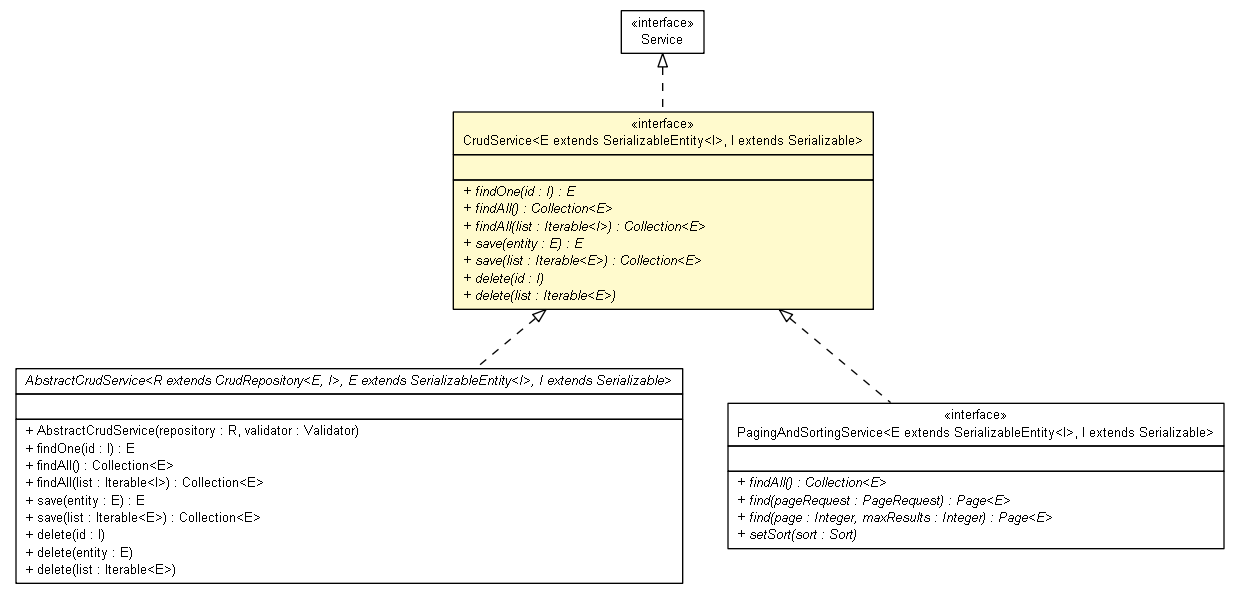 «interface»
Service
«interface»
CrudService<E extends SerializableEntity<I>, I extends Serializable>
+ findOne(id : I) : E
+ findAll() : Collection<E>
+ findAll(list : Iterable<I>) : Collection<E>
+ save(entity : E) : E
+ save(list : Iterable<E>) : Collection<E>
+ delete(id : I)
+ delete(list : Iterable<E>)
AbstractCrudService<R extends CrudRepository<E, I>, E extends SerializableEntity<I>, I extends Serializable>
+ AbstractCrudService(repository : R, validator : Validator)
+ findOne(id : I) : E
+ findAll() : Collection<E>
+ findAll(list : Iterable<I>) : Collection<E>
+ save(entity : E) : E
+ save(list : Iterable<E>) : Collection<E>
+ delete(id : I)
+ delete(entity : E)
+ delete(list : Iterable<E>)
«interface»
PagingAndSortingService<E extends SerializableEntity<I>, I extends Serializable>
+ findAll() : Collection<E>
+ find(pageRequest : PageRequest) : Page<E>
+ find(page : Integer, maxResults : Integer) : Page<E>
+ setSort(sort : Sort)